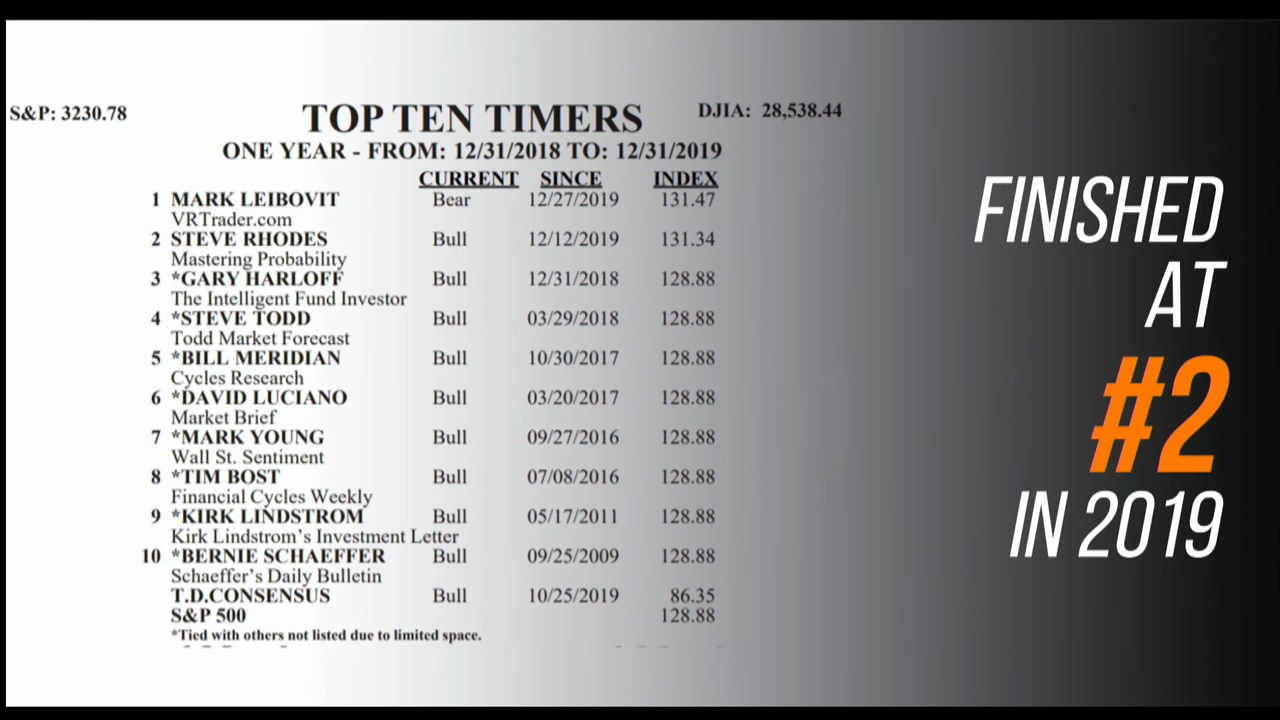 S&P: 3230.78
TOP TEN TIMERS
DJIA: 28,538.44
ONE YEAR - FROM: 12/31/2018 TO: 12/31/2019
CURRENT SINCE INDEX
1 MARK LEIBOVIT Bear 12/27/2019 131.47
VRTrader.com
2 STEVE RHODES Bull 12/12/2019 131.34
Mastering Probability
3 *GARY HARLOFF Bull 12/31/2018 128.88
The Intelligent Fund Investor
4 *STEVE TODD Bull 03/29/2018 128.88
Todd Market Forecast
5 *BILL MERIDIAN Bull 10/30/2017 128.88
Cycles Research
6 *DAVID LUCIANO Bull 03/20/2017 128.88
Market Brief
7 *MARK YOUNG Bull 09/27/2016 128.88
Wall St. Sentiment
8 *TIM BOST Bull 07/08/2016 128.88
Financial Cycles Weekly
9 *KIRK LINDSTROM Bull 05/17/2011 128.88
Kirk Lindstrom's Investment Letter
10 *BERNIE SCHAEFFER Bull 09/25/2009 128.88
Schaeffer's Daily Bulletin
T.D.CONSENSUS Bull 10/25/2019 86.35
S&P 500 128.88
*Tied with others not listed due to limited space.
FINISHED
AT
#2
IN 2019